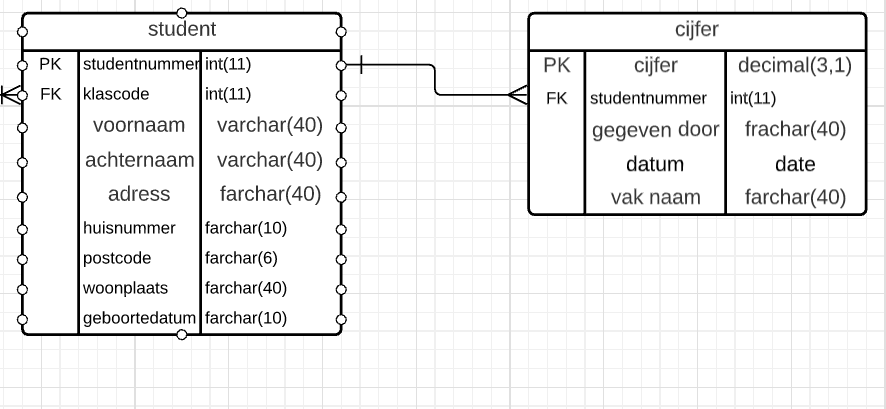 student
PK studentnummer int(11)
FK klascode int(11)
voornaam varchar(40)
achternaam varchar(40)
adress farchar(40)
huisnummer farchar(10)
postcode farchar(6)
woonplaats farchar(40)
geboortedatum farchar(10)
cijfer
PK cijfer decimal(3,1)
FK studentnummer int(11)
gegeven door frachar(40)
datum date
vak naam farchar(40)